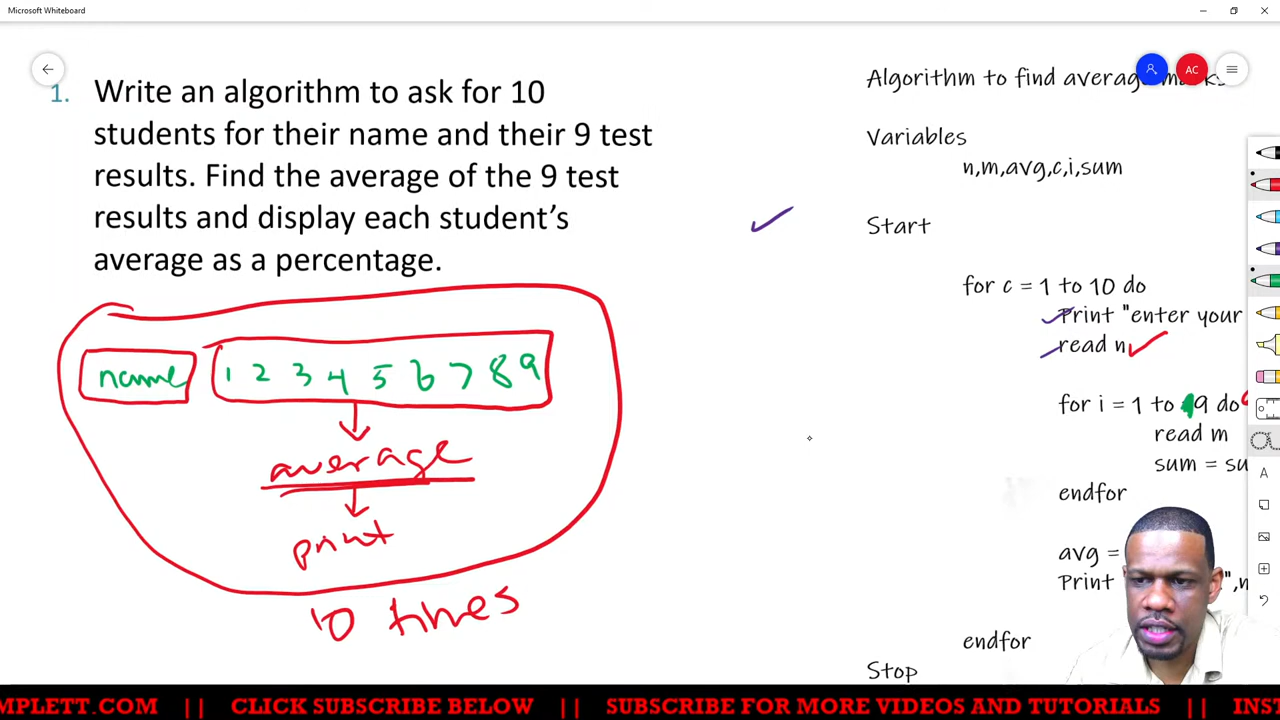 Microsoft Whiteboard
AC
1. Write an algorithm to ask for 10
students for their name and their 9 test
results. Find the average of the 9 test
results and display each student's
average as a percentage.
name 1 2 3 4 5 6 7 8 9
average
print
10 times
Algorithm to find average marks
Variables
n,m,avg,c,i,sum
Start
for c = 1 to 10 do
Print "enter your
read n
for i = 1 to 9 do
read m
sum = su
endfor
avg =
Print ",n
endfor
Stop
A
MPLETT.COM || CLICK SUBSCRIBE BELOW || SUBSCRIBE FOR MORE VIDEOS AND TUTORIALS || INST